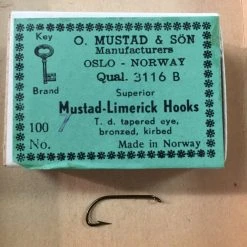 Key
Brand
O. MUSTAD & SÖN
Manufacturers
OSLO - NORWAY
Qual. 3116 B
Superior
Mustad-Limerick Hooks
T. d. tapered eye,
bronzed, kirbed
100
No.
Made in Norway